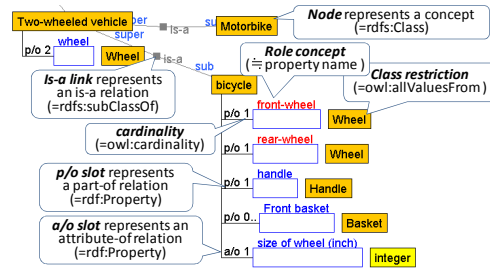 Two-wheeled vehicle
super
is-a
su
Motorbike
Node represents a concept
(=rdfs:Class)
p/o 2
wheel
Wheel
super
is-a
sub
Role concept
(≒property name)
Class restriction
(=owl:allValuesFrom)
Is-a link represents
an is-a relation
(=rdfs:subClassOf)
bicycle
p/o 1
front-wheel
Wheel
cardinality
(=owl:cardinality)
p/o 1
rear-wheel
Wheel
p/o slot represents
a part-of relation
(=rdf:Property)
p/o 1
handle
Handle
p/o 0..
Front basket
Basket
a/o slot represents an
attribute-of relation
(=rdf:Property)
a/o 1
size of wheel (inch)
integer